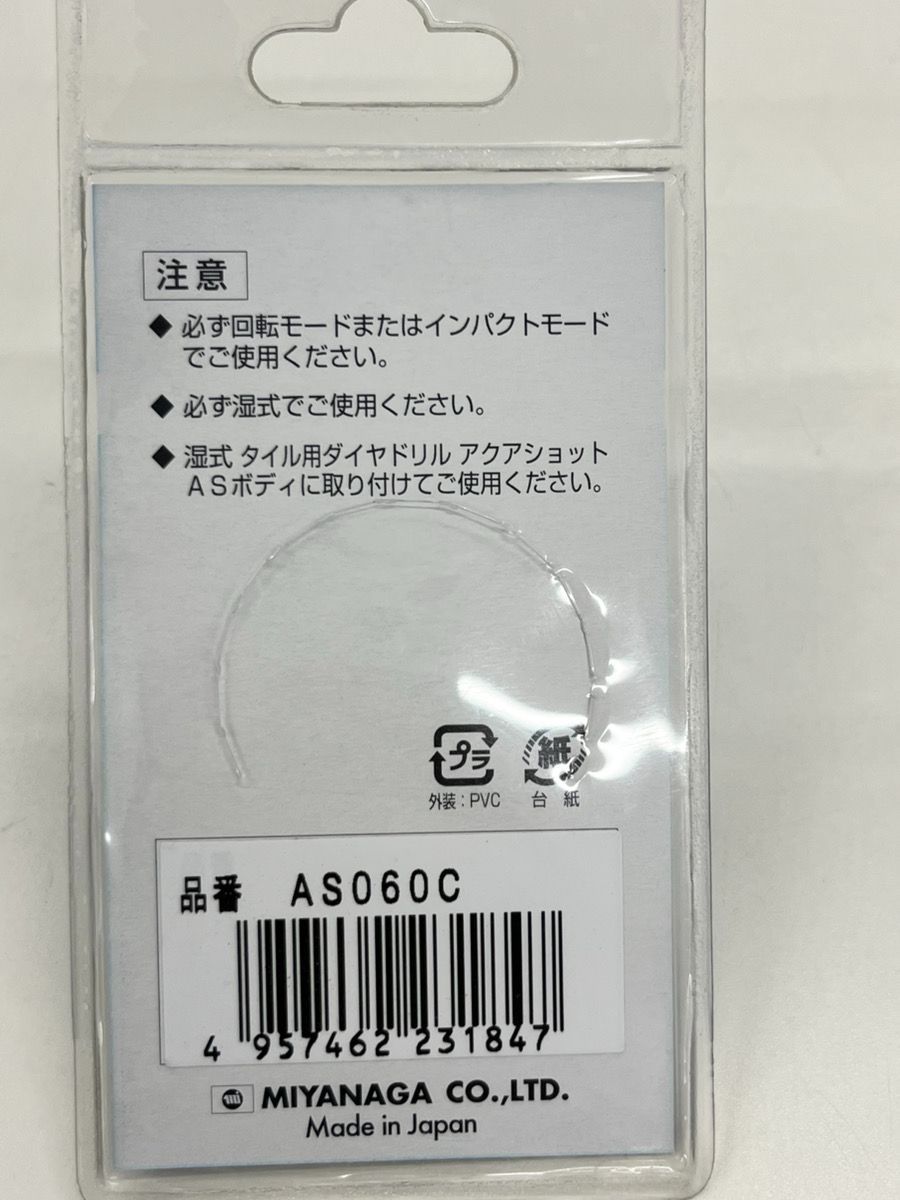 注意
◆ 必ず回転モードまたはインパクトモード
でご使用ください。
◆ 必ず湿式でご使用ください。
◆ 湿式 タイル用ダイヤドリル アクアショット
ASボディに取り付けてご使用ください。
プラ 紙
外装:PVC 台 紙
品番 AS060C
4 957462 231847
MIYANAGA CO.,LTD.
Made in Japan